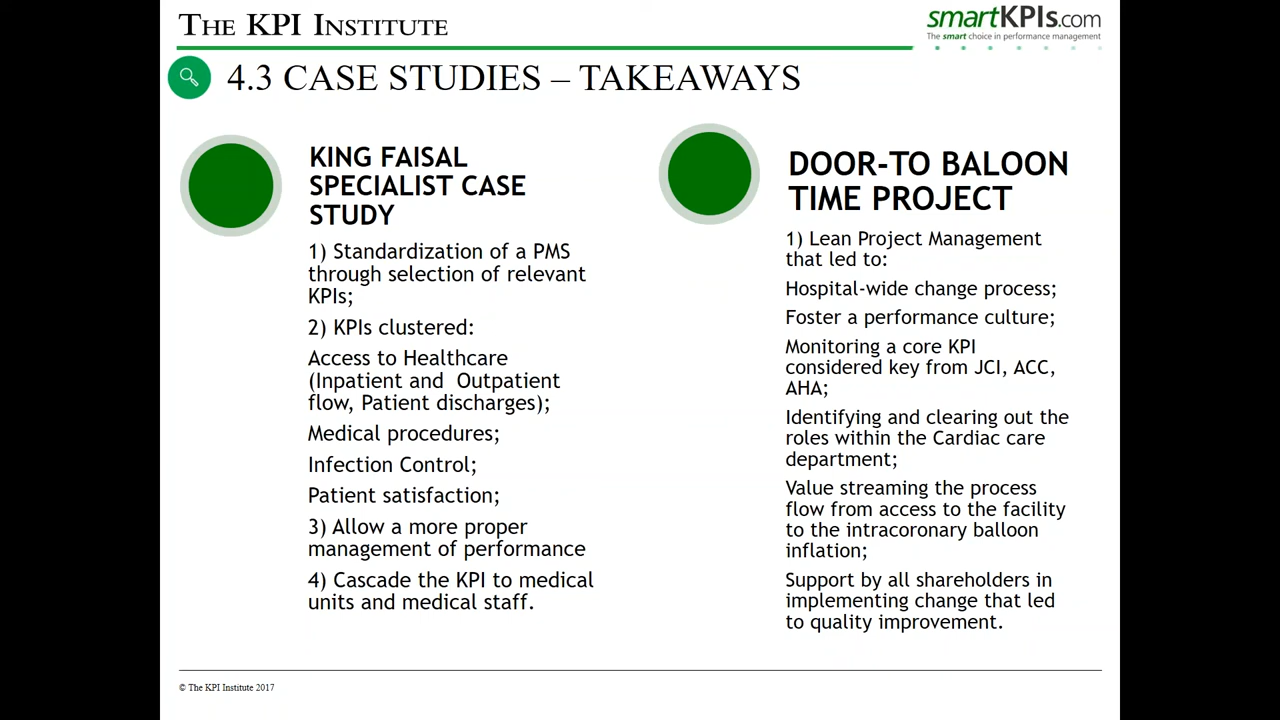 THE KPI INSTITUTE
smartKPIs.com
The smart choice in performance management
4.3 CASE STUDIES – TAKEAWAYS
KING FAISAL
SPECIALIST CASE
STUDY
1) Standardization of a PMS
through selection of relevant
KPIs;
2) KPIs clustered:
Access to Healthcare
(Inpatient and Outpatient
flow, Patient discharges);
Medical procedures;
Infection Control;
Patient satisfaction;
3) Allow a more proper
management of performance
4) Cascade the KPI to medical
units and medical staff.
DOOR-TO BALOON
TIME PROJECT
1) Lean Project Management
that led to:
Hospital-wide change process;
Foster a performance culture;
Monitoring a core KPI
considered key from JCI, ACC,
AHA;
Identifying and clearing out the
roles within the Cardiac care
department;
Value streaming the process
flow from access to the facility
to the intracoronary balloon
inflation;
Support by all shareholders in
implementing change that led
to quality improvement.
© The KPI Institute 2017